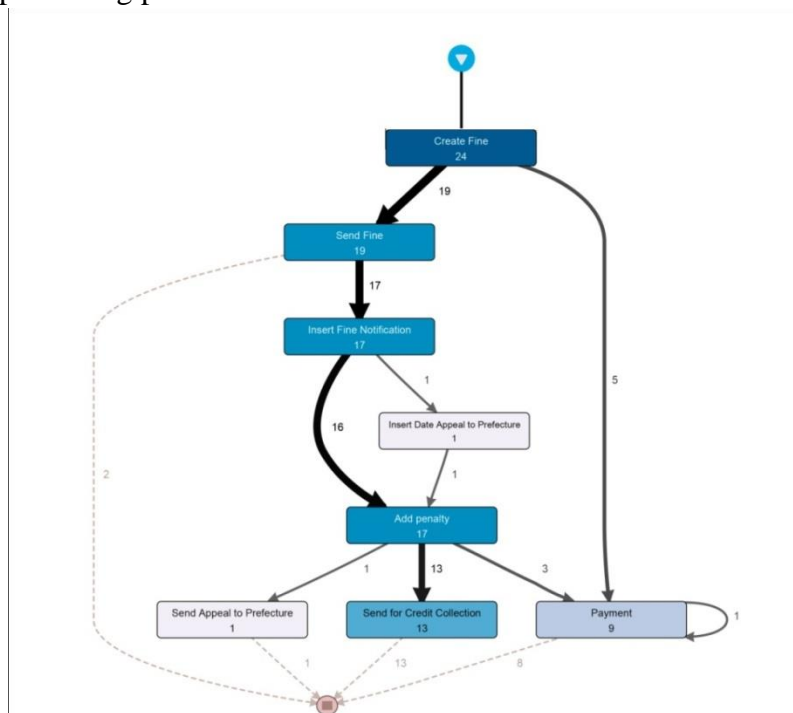 Create Fine
24
19
Send Fine
19
17
Insert Fine Notification
17
1
5
16
Insert Date Appeal to Prefecture
1
2
1
Add penalty
17
1
13
3
Send Appeal to Prefecture
1
Send for Credit Collection
13
Payment
9
1
1
13
8